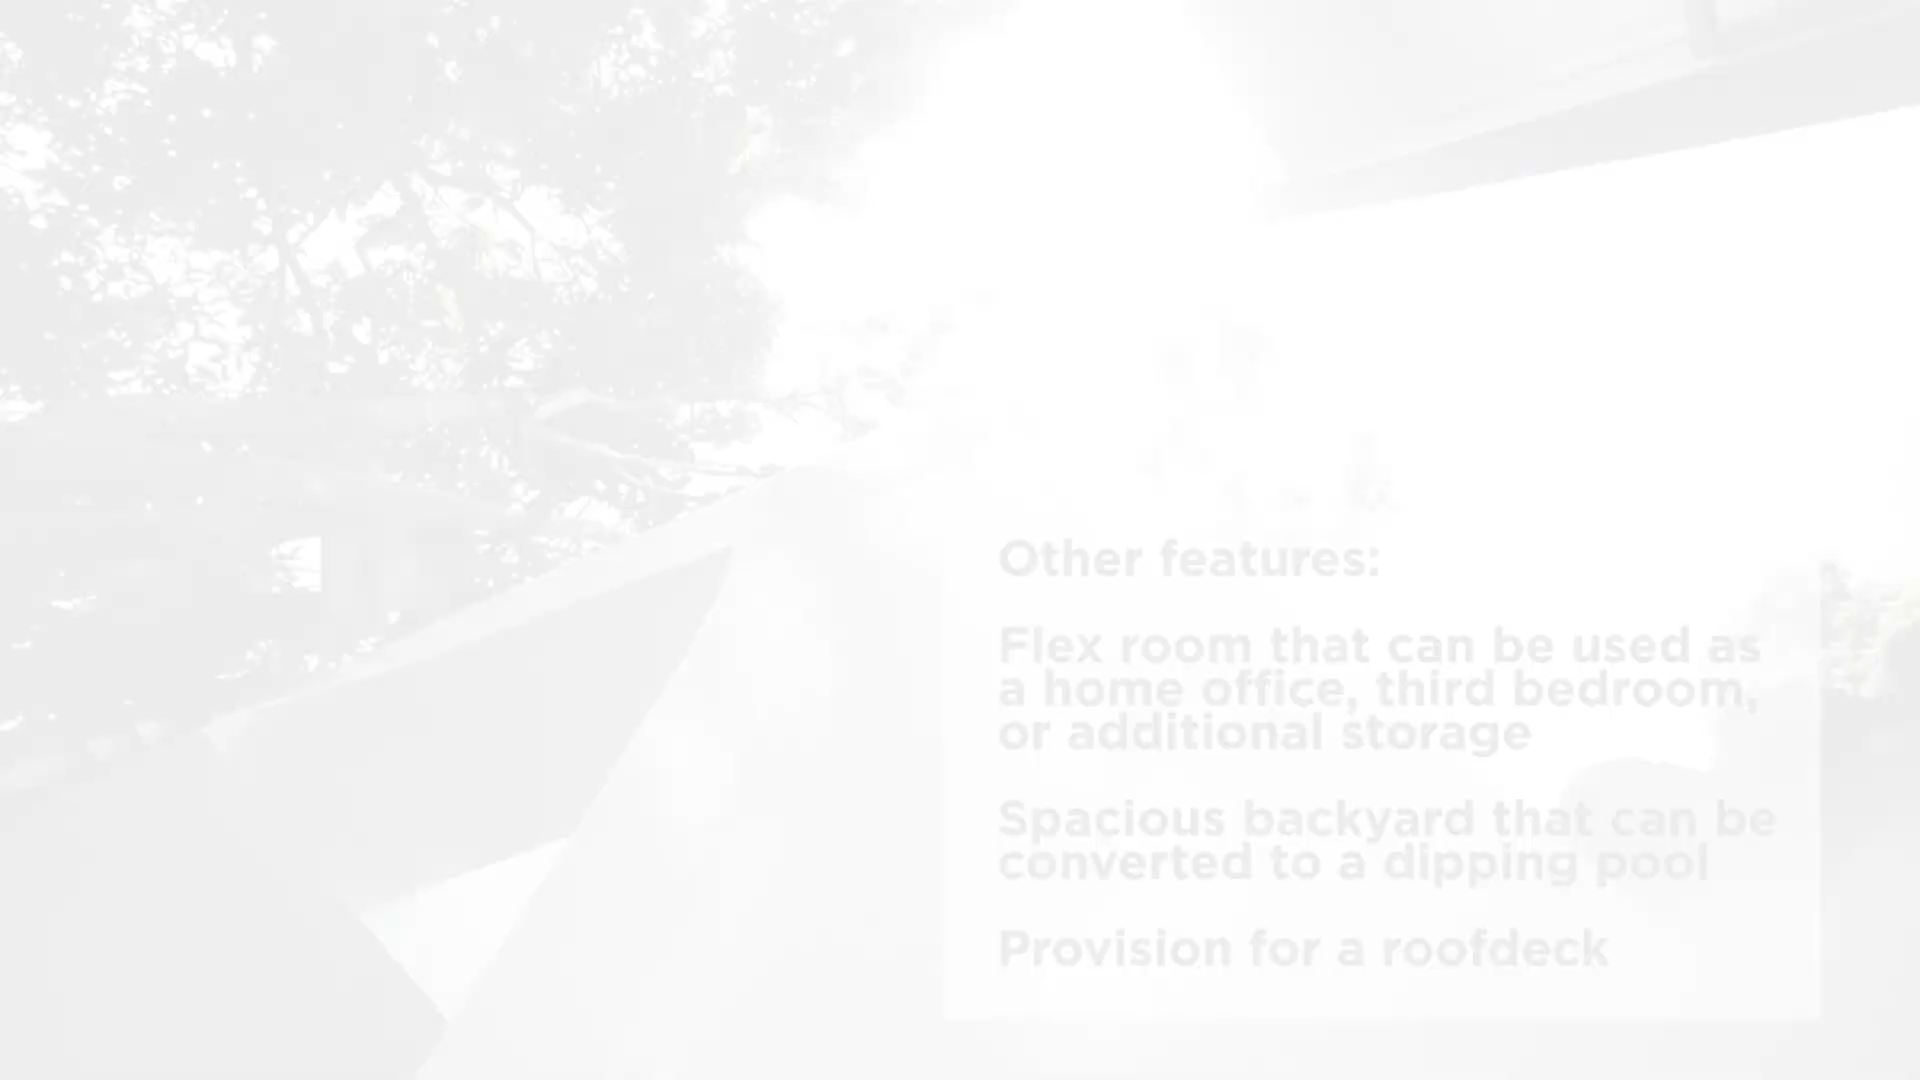 Other features:
Flex room that can be used as
a home office, third bedroom,
or additional storage
Spacious backyard that can be
converted to a dipping pool
Provision for a roofdeck